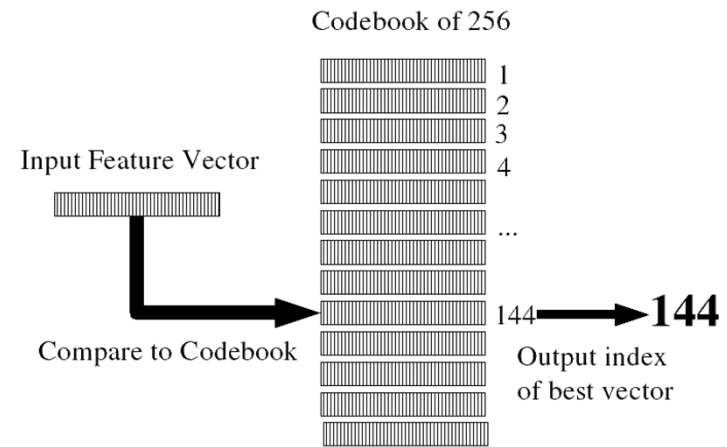 Codebook of 256
1
2
3
4
Input Feature Vector
...
144
144
Compare to Codebook
Output index
of best vector